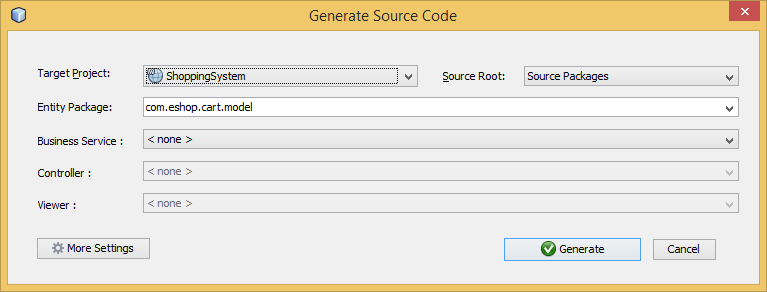 Generate Source Code
Target Project: ShoppingSystem Source Root: Source Packages
Entity Package: com.eshop.cart.model
Business Service : < none >
Controller : < none >
Viewer : < none >
More Settings Generate Cancel